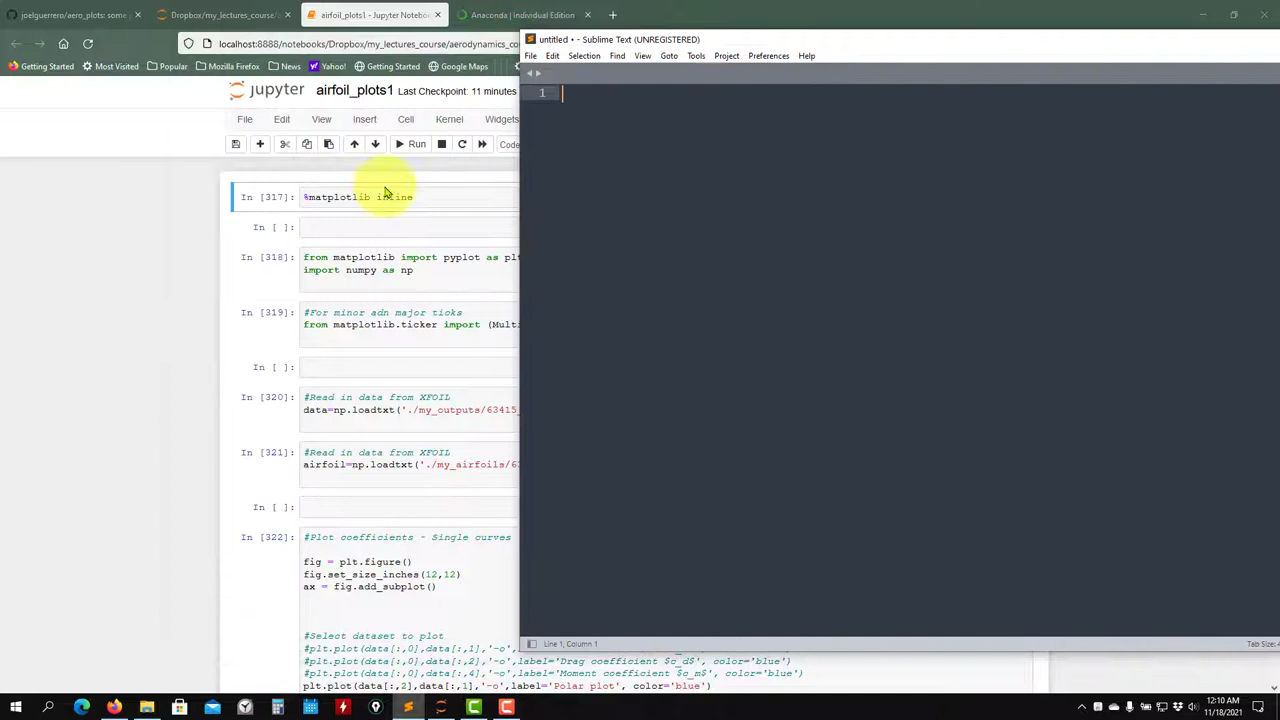 joelguerrero/aero_plots: some p
Dropbox/my_lectures_course/a
airfoil_plots1 - Jupyter Notebo
Anaconda | Individual Edition
localhost:8888/notebooks/Dropbox/my_lectures_course/aerodynamics_co
Getting Started
Most Visited
Popular
Mozilla Firefox
News
Yahoo!
Getting Started
Google Maps
jupyter airfoil_plots1 Last Checkpoint: 11 minutes
File Edit View Insert Cell Kernel Widgets
Run Code
In [317]: %matplotlib inline
In [ ]:
In [318]: from matplotlib import pyplot as plt
import numpy as np
In [319]: #For minor adn major ticks
from matplotlib.ticker import (Multi
In [ ]:
In [320]: #Read in data from XFOIL
data=np.loadtxt('./my_outputs/63415_
In [321]: #Read in data from XFOIL
airfoil=np.loadtxt('./my_airfoils/6
In [ ]:
In [322]: #Plot coefficients - Single curves
fig = plt.figure()
fig.set_size_inches(12,12)
ax = fig.add_subplot()
#Select dataset to plot
#plt.plot(data[:,0],data[:,1],'-o',l
#plt.plot(data[:,0],data[:,2],'-o',label='Drag coefficient $c_d$', color='blue')
#plt.plot(data[:,0],data[:,4],'-o',label='Moment coefficient $c_m$', color='blue')
plt.plot(data[:,2],data[:,1],'-o',label='Polar plot', color='blue')
untitled • - Sublime Text (UNREGISTERED)
File Edit Selection Find View Goto Tools Project Preferences Help
1
Line 1, Column 1
Tab Size: 4
12:10 AM
11/18/2021